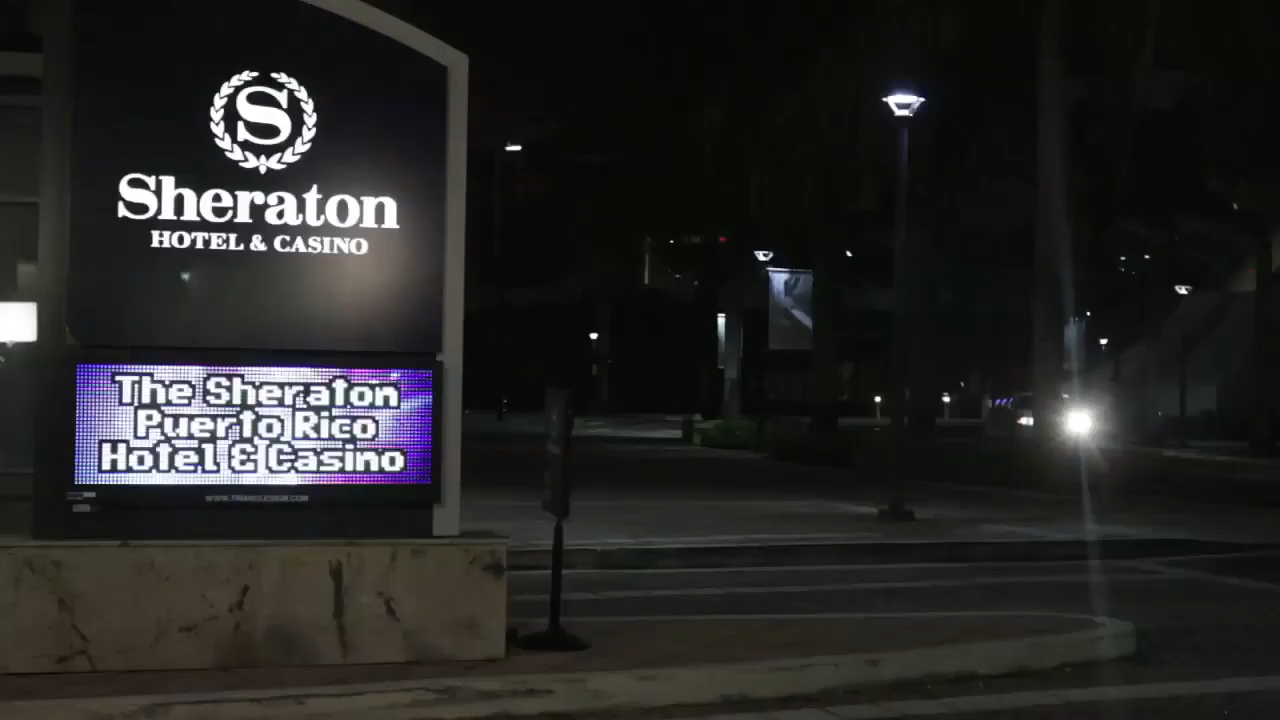 S
Sheraton
HOTEL & CASINO
The Sheraton
Puerto Rico
Hotel & Casino